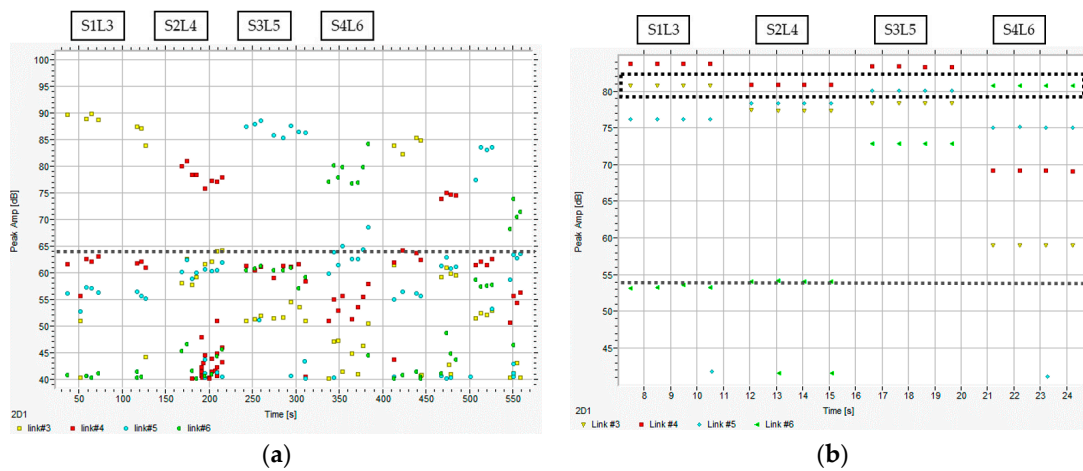 S1L3 S2L4 S3L5 S4L6
100
95
90
85
80
75
70
65
60
55
50
45
40
Peak Amp [dB]
50 100 150 200 250 300 350 400 450 500 550
2D1
Time [s]
link#3 link#4 link#5 link#6
(a)
S1L3 S2L4 S3L5 S4L6
80
75
70
65
60
55
50
45
Peak Amp [dB]
8 9 10 11 12 13 14 15 16 17 18 19 20 21 22 23 24
2D1
Time [s]
Link #3 Link #4 Link #5 Link #6
(b)